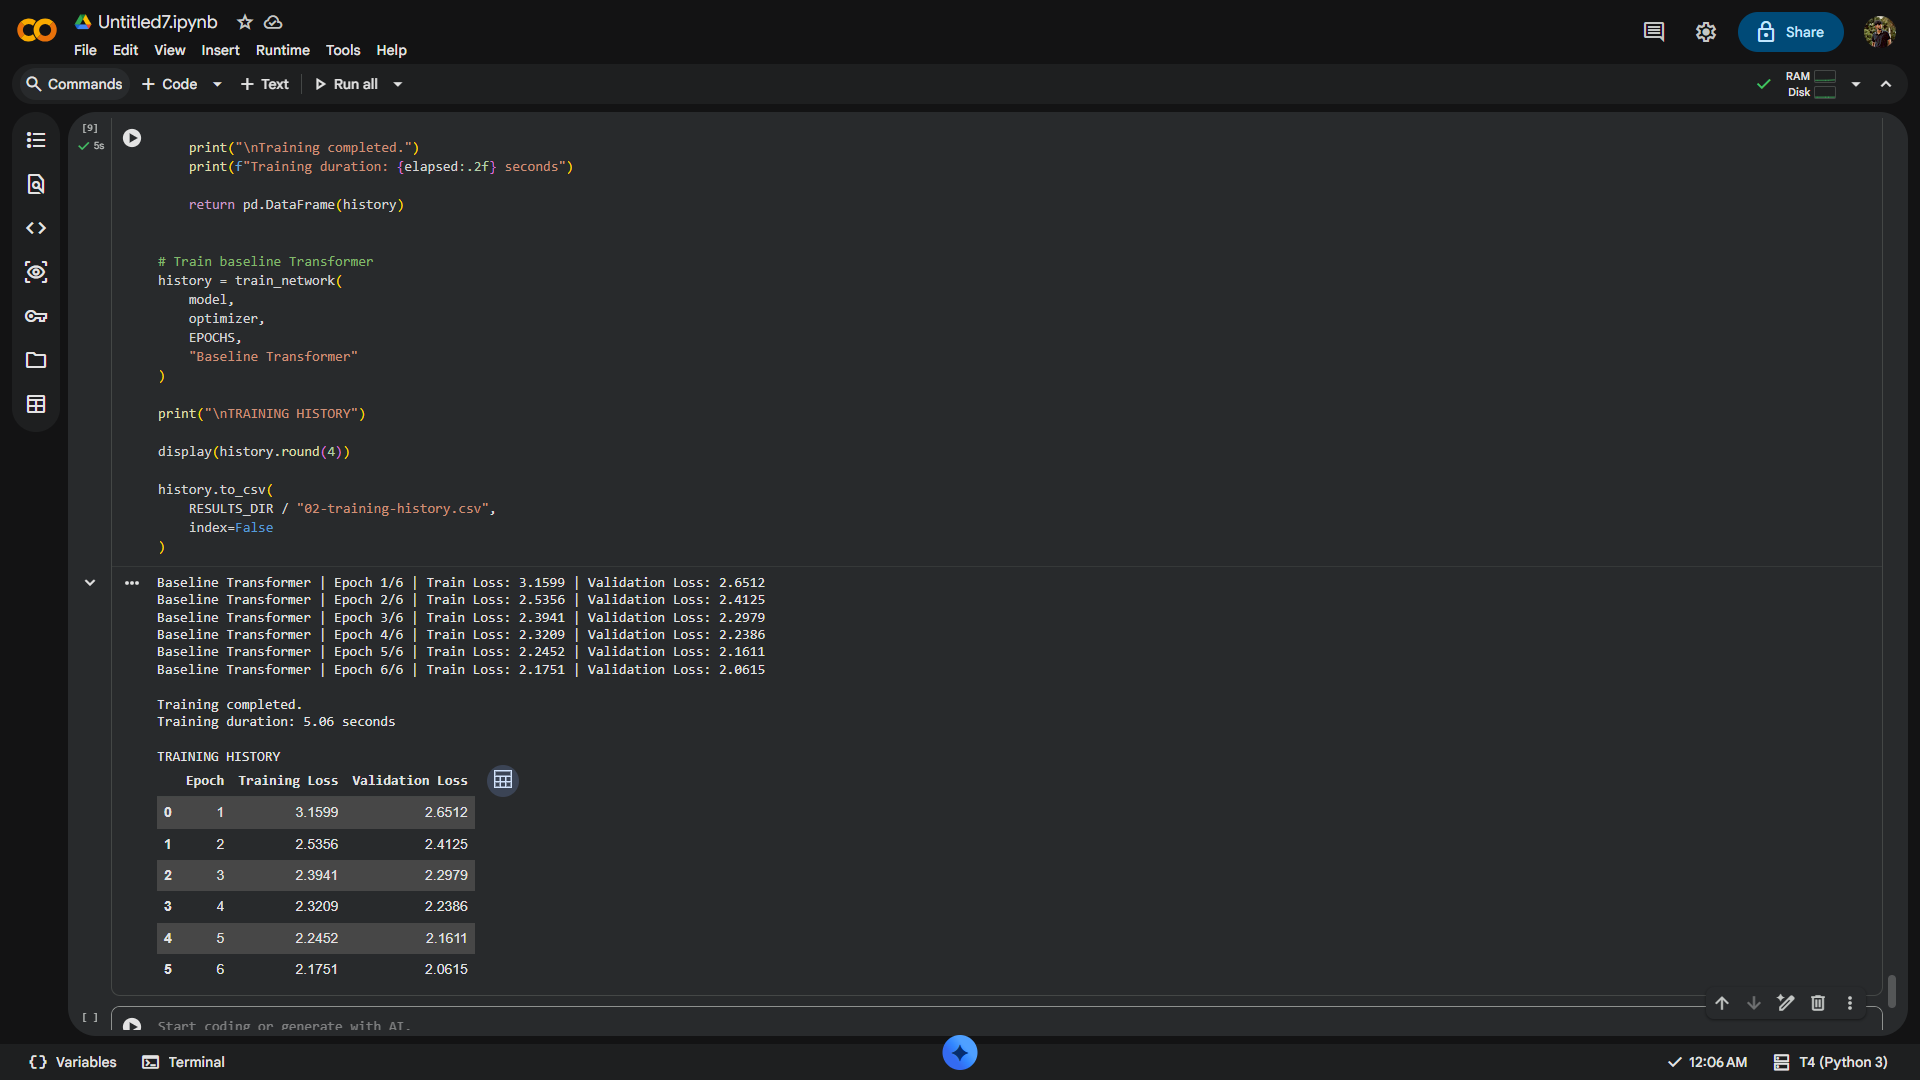 Untitled7.ipynb
File Edit View Insert Runtime Tools Help
Share
Commands + Code + Text Run all
RAM
Disk
[9]
5s
print("\nTraining completed.")
print(f"Training duration: {elapsed:.2f} seconds")
return pd.DataFrame(history)
# Train baseline Transformer
history = train_network(
model,
optimizer,
EPOCHS,
"Baseline Transformer"
)
print("\nTRAINING HISTORY")
display(history.round(4))
history.to_csv(
RESULTS_DIR / "02-training-history.csv",
index=False
)
Baseline Transformer | Epoch 1/6 | Train Loss: 3.1599 | Validation Loss: 2.6512
Baseline Transformer | Epoch 2/6 | Train Loss: 2.5356 | Validation Loss: 2.4125
Baseline Transformer | Epoch 3/6 | Train Loss: 2.3941 | Validation Loss: 2.2979
Baseline Transformer | Epoch 4/6 | Train Loss: 2.3209 | Validation Loss: 2.2386
Baseline Transformer | Epoch 5/6 | Train Loss: 2.2452 | Validation Loss: 2.1611
Baseline Transformer | Epoch 6/6 | Train Loss: 2.1751 | Validation Loss: 2.0615
Training completed.
Training duration: 5.06 seconds
TRAINING HISTORY
Epoch Training Loss Validation Loss
0 1 3.1599 2.6512
1 2 2.5356 2.4125
2 3 2.3941 2.2979
3 4 2.3209 2.2386
4 5 2.2452 2.1611
5 6 2.1751 2.0615
[ ]
Start coding or generate with AI.
{} Variables Terminal
12:06 AM T4 (Python 3)